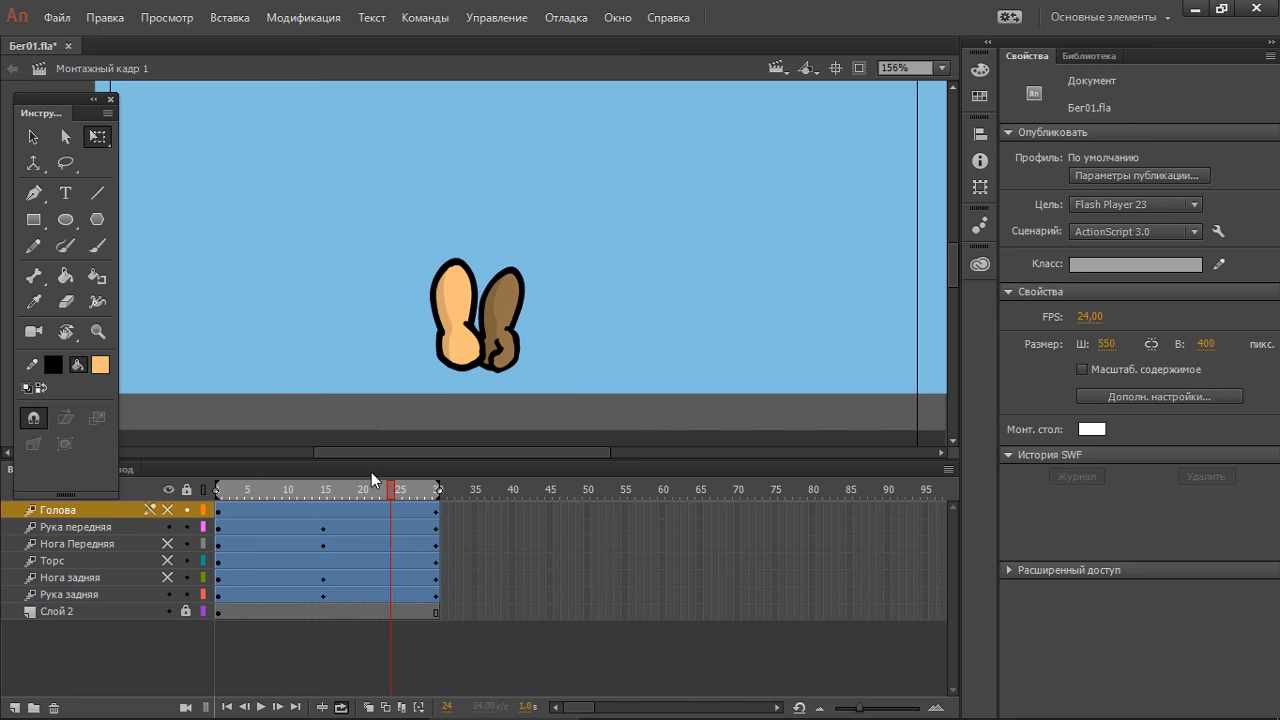 An Файл Правка Просмотр Вставка Модификация Текст Команды Управление Отладка Окно Справка Основные элементы
Бег01.fla*
Монтажный кадр 1 156%
Инстру...
Свойства Библиотека
Документ
An Бег01.fla
Опубликовать
Профиль: По умолчанию
Параметры публикации...
Цель: Flash Player 23
Сценарий: ActionScript 3.0
Класс:
Свойства
FPS: 24,00
Размер: Ш: 550 В: 400 пикс.
Масштаб. содержимое
Дополн. настройки...
Монт. стол:
История SWF
Журнал Удалить
Расширенный доступ
В вод
5 10 15 20 25 30 35 40 45 50 55 60 65 70 75 80 85 90 95
Голова
Рука передняя
Нога Передняя
Торс
Нога задняя
Рука задняя
Слой 2
24 24,00 к/с 1,0 s